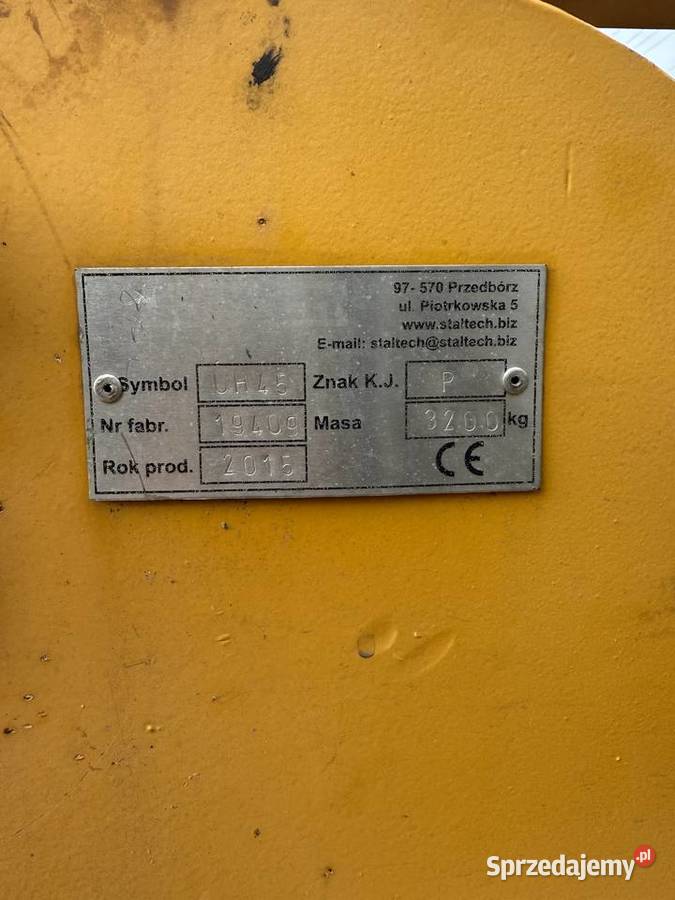 97- 570 Przedbórz
ul. Piotrkowska 5
www.staltech.biz
E-mail: staltech@staltech.biz
Symbol UH45 Znak K.J. P
Nr fabr. 19409 Masa 3200 kg
Rok prod. 2015 CE
Sprzedajemy.pl